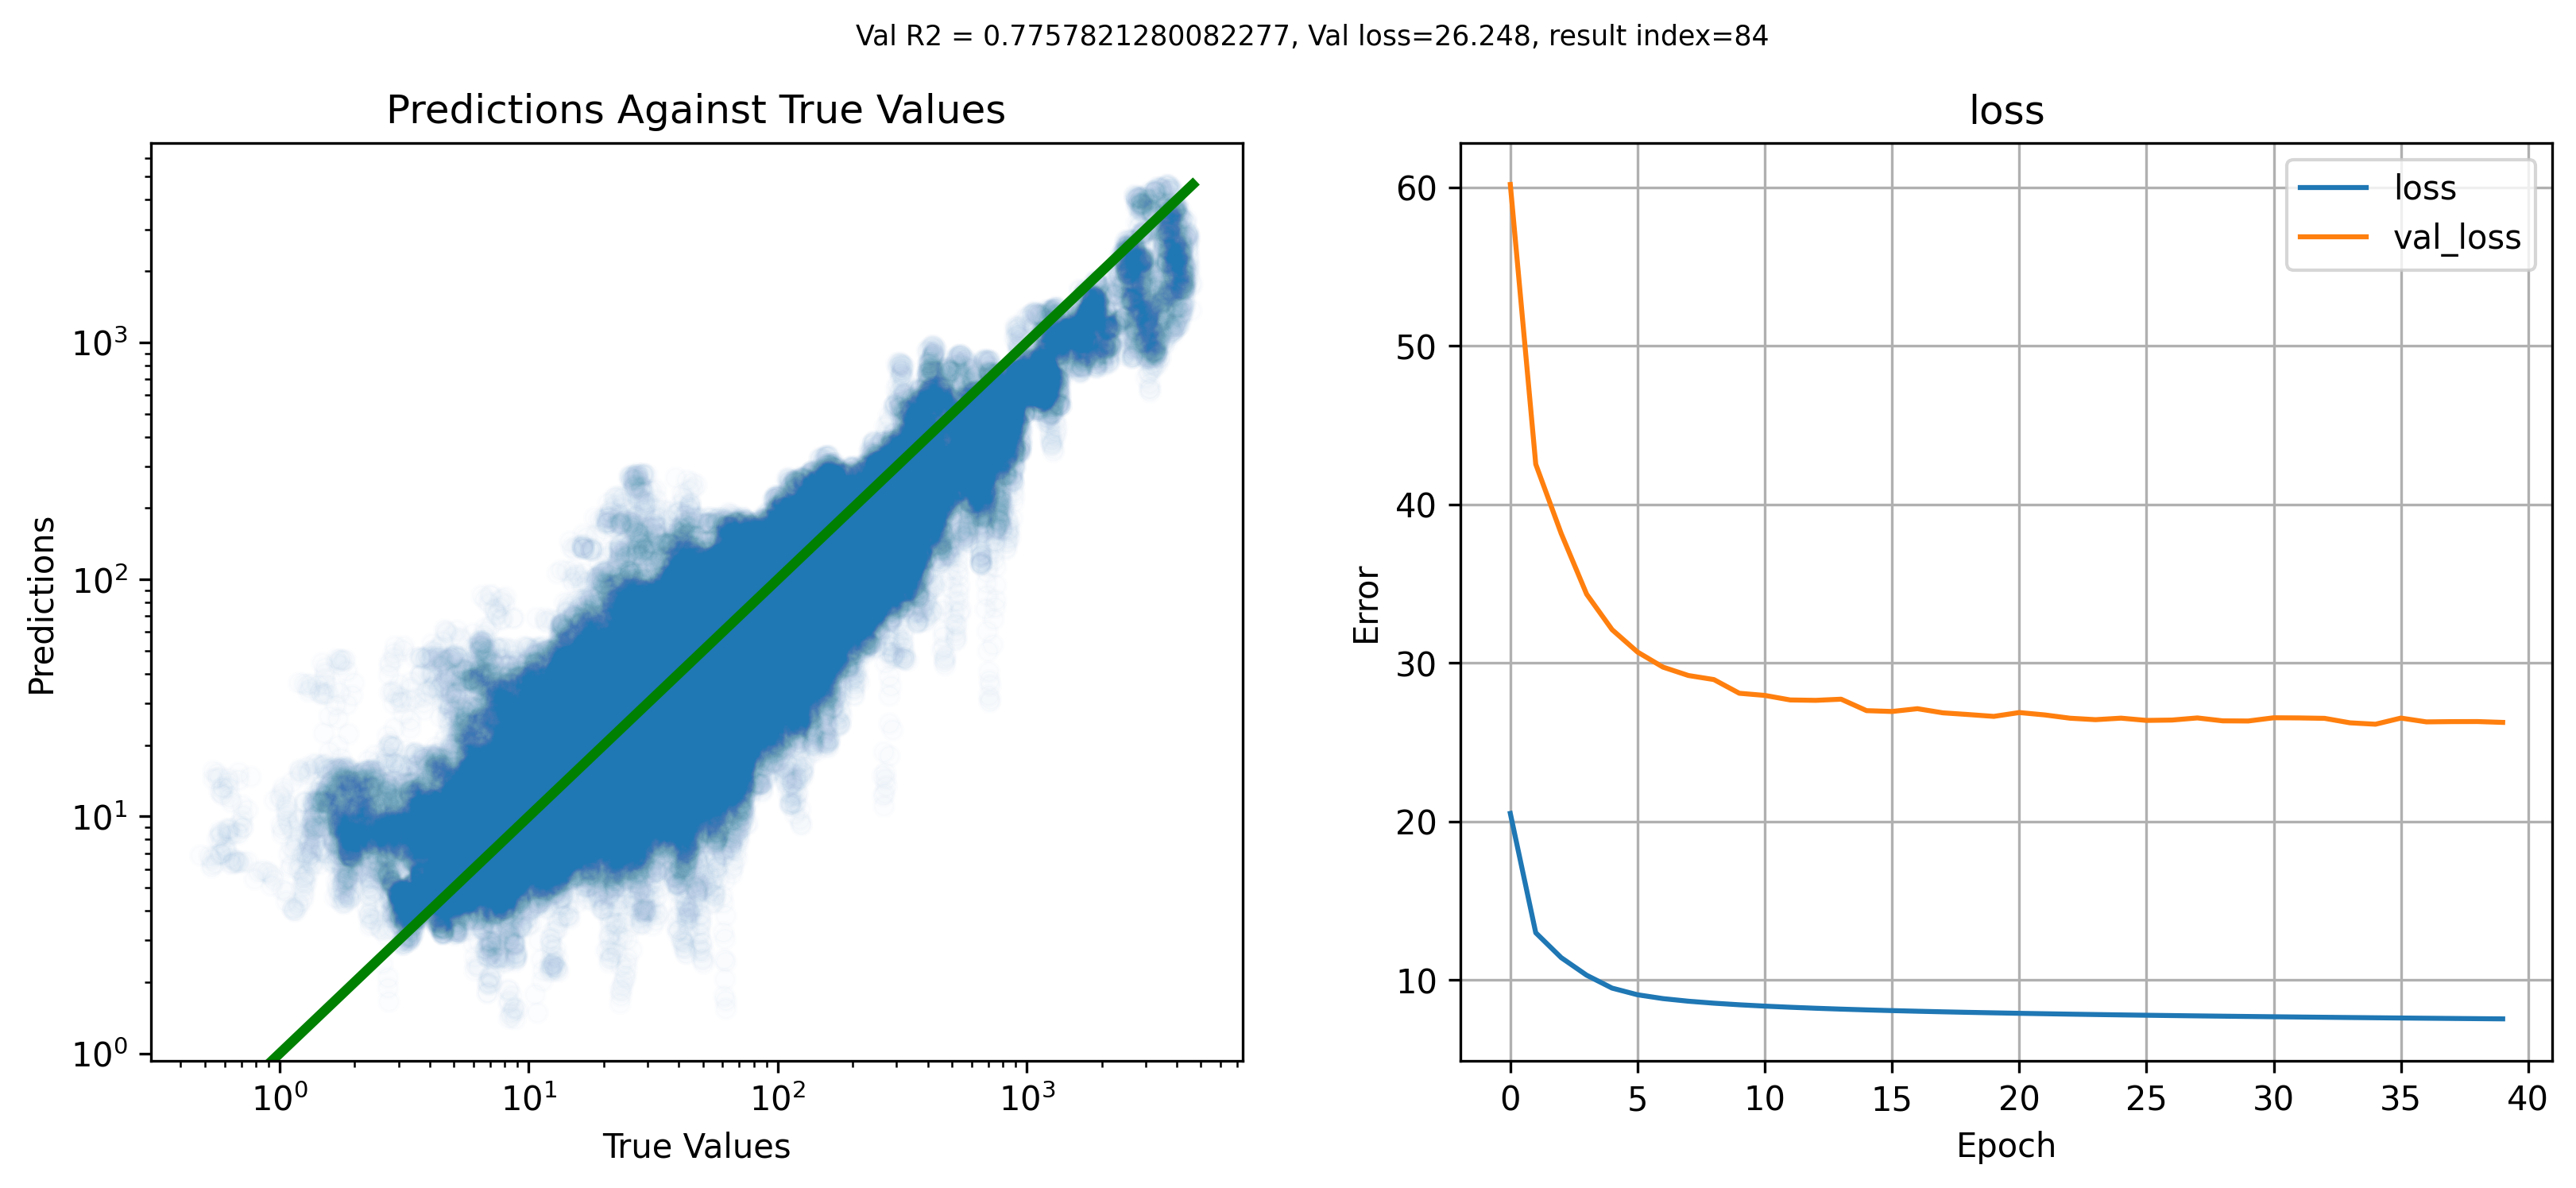 Val R2 = 0.7757821280082277, Val loss=26.248, result index=84
Predictions Against True Values
Predictions
10³
10²
10¹
10⁰
10⁰ 10¹ 10² 10³
True Values
loss
Error
60
50
40
30
20
10
loss
val_loss
0 5 10 15 20 25 30 35 40
Epoch